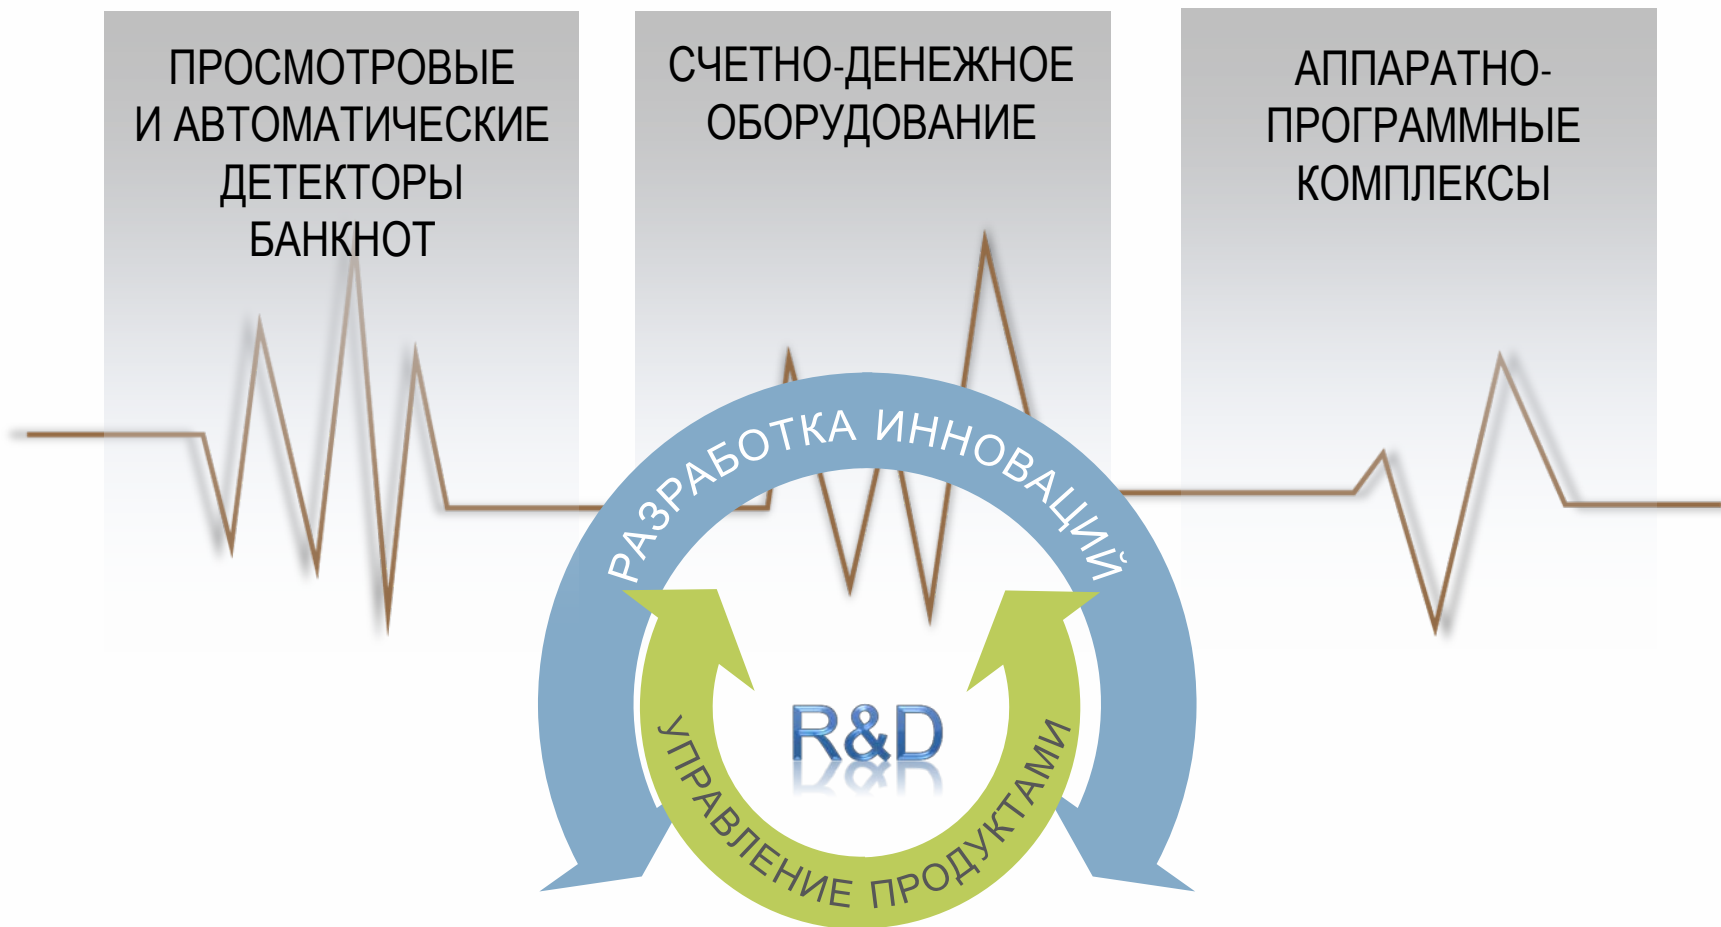 ПРОСМОТРОВЫЕ
И АВТОМАТИЧЕСКИЕ
ДЕТЕКТОРЫ
БАНКНОТ
СЧЕТНО-ДЕНЕЖНОЕ
ОБОРУДОВАНИЕ
АППАРАТНО-
ПРОГРАММНЫЕ
КОМПЛЕКСЫ
РАЗРАБОТКА ИННОВАЦИЙ
R&D
УПРАВЛЕНИЕ ПРОДУКТАМИ